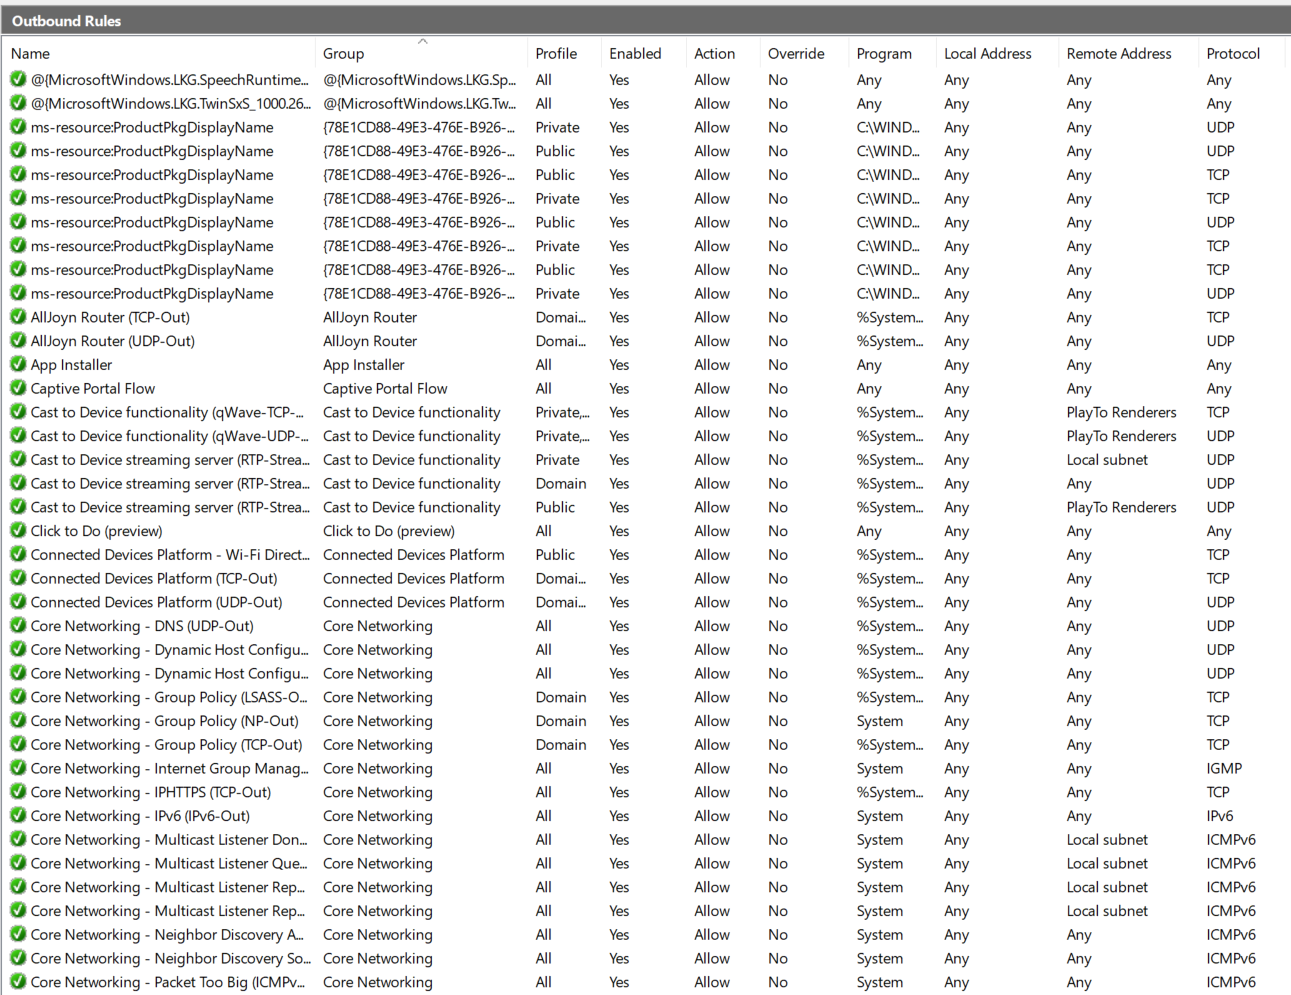 Outbound Rules
Name Group Profile Enabled Action Override Program Local Address Remote Address Protocol
@{MicrosoftWindows.LKG.SpeechRuntime... @{MicrosoftWindows.LKG.Sp... All Yes Allow No Any Any Any Any
@{MicrosoftWindows.LKG.TwinSxS_1000.26... @{MicrosoftWindows.LKG.Tw... All Yes Allow No Any Any Any Any
ms-resource:ProductPkgDisplayName {78E1CD88-49E3-476E-B926-... Private Yes Allow No C:\WIND... Any Any UDP
ms-resource:ProductPkgDisplayName {78E1CD88-49E3-476E-B926-... Public Yes Allow No C:\WIND... Any Any UDP
ms-resource:ProductPkgDisplayName {78E1CD88-49E3-476E-B926-... Public Yes Allow No C:\WIND... Any Any TCP
ms-resource:ProductPkgDisplayName {78E1CD88-49E3-476E-B926-... Private Yes Allow No C:\WIND... Any Any TCP
ms-resource:ProductPkgDisplayName {78E1CD88-49E3-476E-B926-... Public Yes Allow No C:\WIND... Any Any UDP
ms-resource:ProductPkgDisplayName {78E1CD88-49E3-476E-B926-... Private Yes Allow No C:\WIND... Any Any TCP
ms-resource:ProductPkgDisplayName {78E1CD88-49E3-476E-B926-... Public Yes Allow No C:\WIND... Any Any TCP
ms-resource:ProductPkgDisplayName {78E1CD88-49E3-476E-B926-... Private Yes Allow No C:\WIND... Any Any UDP
AllJoyn Router (TCP-Out) AllJoyn Router Domai... Yes Allow No %System... Any Any TCP
AllJoyn Router (UDP-Out) AllJoyn Router Domai... Yes Allow No %System... Any Any UDP
App Installer App Installer All Yes Allow No Any Any Any Any
Captive Portal Flow Captive Portal Flow All Yes Allow No Any Any Any Any
Cast to Device functionality (qWave-TCP-... Cast to Device functionality Private,... Yes Allow No %System... Any PlayTo Renderers TCP
Cast to Device functionality (qWave-UDP-... Cast to Device functionality Private,... Yes Allow No %System... Any PlayTo Renderers UDP
Cast to Device streaming server (RTP-Strea... Cast to Device functionality Private Yes Allow No %System... Any Local subnet UDP
Cast to Device streaming server (RTP-Strea... Cast to Device functionality Domain Yes Allow No %System... Any Any UDP
Cast to Device streaming server (RTP-Strea... Cast to Device functionality Public Yes Allow No %System... Any PlayTo Renderers UDP
Click to Do (preview) Click to Do (preview) All Yes Allow No Any Any Any Any
Connected Devices Platform - Wi-Fi Direct... Connected Devices Platform Public Yes Allow No %System... Any Any TCP
Connected Devices Platform (TCP-Out) Connected Devices Platform Domai... Yes Allow No %System... Any Any TCP
Connected Devices Platform (UDP-Out) Connected Devices Platform Domai... Yes Allow No %System... Any Any UDP
Core Networking - DNS (UDP-Out) Core Networking All Yes Allow No %System... Any Any UDP
Core Networking - Dynamic Host Configu... Core Networking All Yes Allow No %System... Any Any UDP
Core Networking - Dynamic Host Configu... Core Networking All Yes Allow No %System... Any Any UDP
Core Networking - Group Policy (LSASS-O... Core Networking Domain Yes Allow No %System... Any Any TCP
Core Networking - Group Policy (NP-Out) Core Networking Domain Yes Allow No System Any Any TCP
Core Networking - Group Policy (TCP-Out) Core Networking Domain Yes Allow No %System... Any Any TCP
Core Networking - Internet Group Manag... Core Networking All Yes Allow No System Any Any IGMP
Core Networking - IPHTTPS (TCP-Out) Core Networking All Yes Allow No %System... Any Any TCP
Core Networking - IPv6 (IPv6-Out) Core Networking All Yes Allow No System Any Any IPv6
Core Networking - Multicast Listener Don... Core Networking All Yes Allow No System Any Local subnet ICMPv6
Core Networking - Multicast Listener Que... Core Networking All Yes Allow No System Any Local subnet ICMPv6
Core Networking - Multicast Listener Rep... Core Networking All Yes Allow No System Any Local subnet ICMPv6
Core Networking - Multicast Listener Rep... Core Networking All Yes Allow No System Any Local subnet ICMPv6
Core Networking - Neighbor Discovery A... Core Networking All Yes Allow No System Any Any ICMPv6
Core Networking - Neighbor Discovery So... Core Networking All Yes Allow No System Any Any ICMPv6
Core Networking - Packet Too Big (ICMPv... Core Networking All Yes Allow No System Any Any ICMPv6